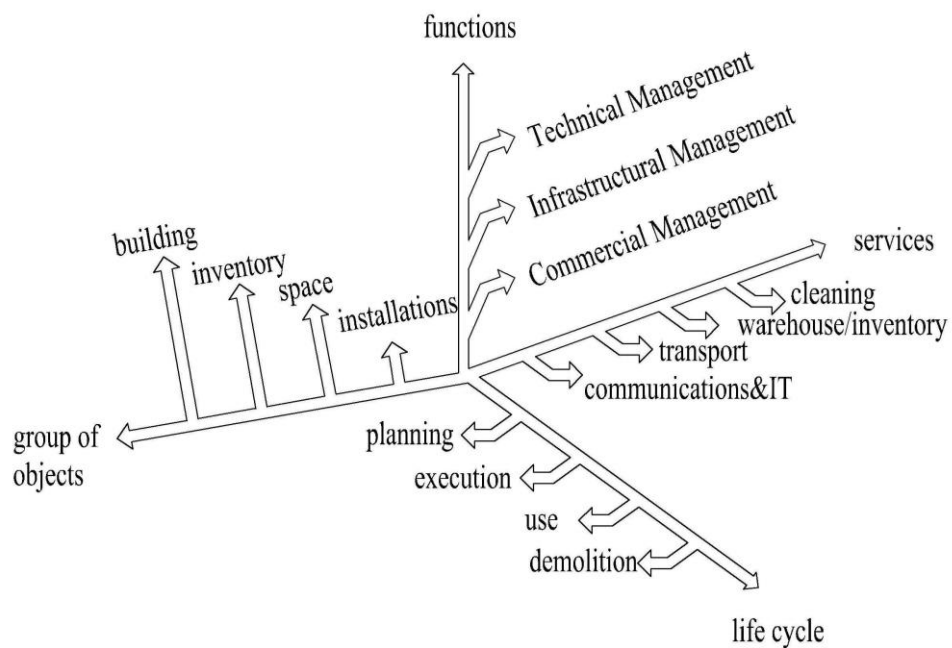 functions
Technical Management
Infrastructural Management
Commercial Management
services
building
inventory
space
installations
cleaning
warehouse/inventory
transport
communications&IT
group of
objects
planning
execution
use
demolition
life cycle